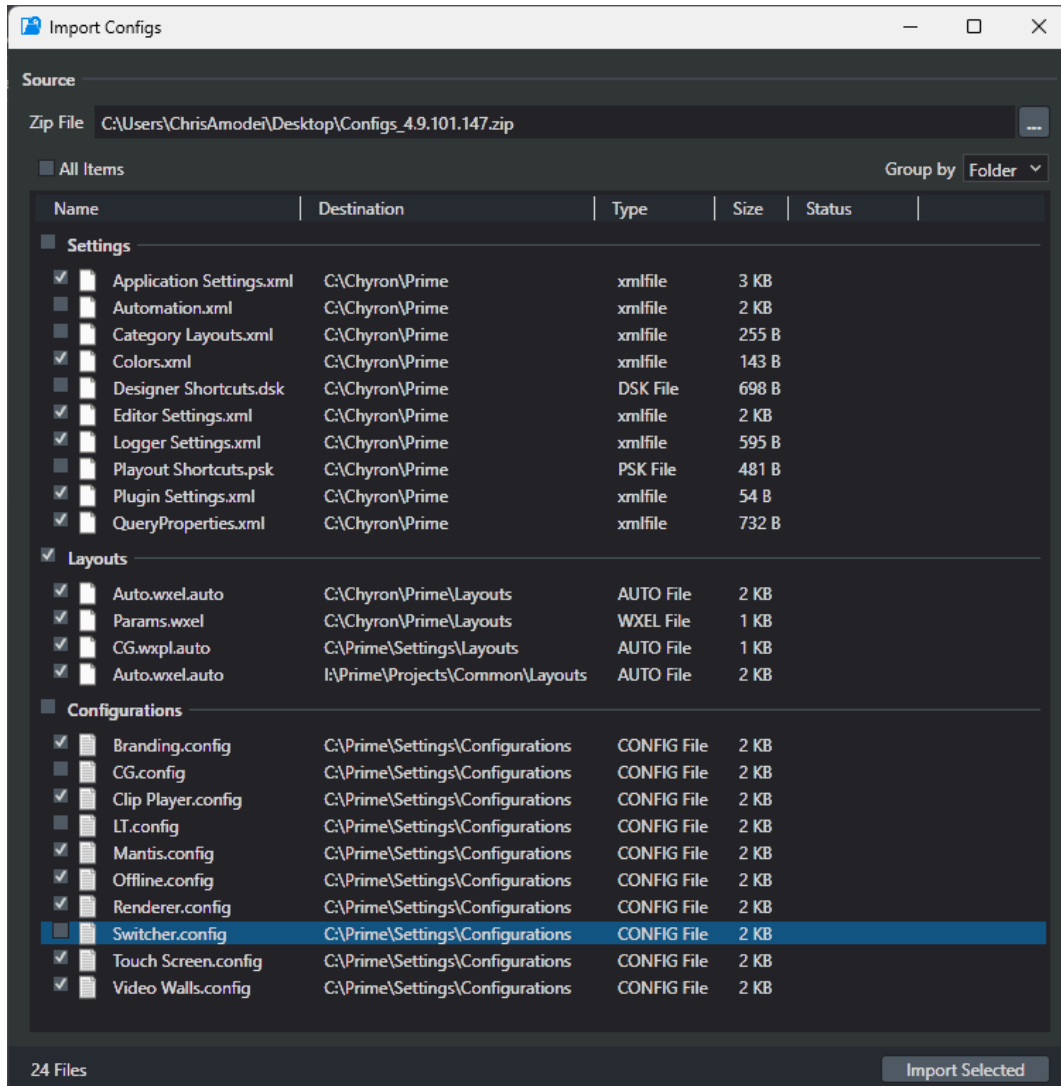 Import Configs
Source
Zip File C:\Users\ChrisAmodei\Desktop\Configs_4.9.101.147.zip ...
All Items Group by Folder
Name Destination Type Size Status
Settings
Application Settings.xml C:\Chyron\Prime xmlfile 3 KB
Automation.xml C:\Chyron\Prime xmlfile 2 KB
Category Layouts.xml C:\Chyron\Prime xmlfile 255 B
Colors.xml C:\Chyron\Prime xmlfile 143 B
Designer Shortcuts.dsk C:\Chyron\Prime DSK File 698 B
Editor Settings.xml C:\Chyron\Prime xmlfile 2 KB
Logger Settings.xml C:\Chyron\Prime xmlfile 595 B
Playout Shortcuts.psk C:\Chyron\Prime PSK File 481 B
Plugin Settings.xml C:\Chyron\Prime xmlfile 54 B
QueryProperties.xml C:\Chyron\Prime xmlfile 732 B
Layouts
Auto.wxel.auto C:\Chyron\Prime\Layouts AUTO File 2 KB
Params.wxel C:\Chyron\Prime\Layouts WXEL File 1 KB
CG.wxpl.auto C:\Prime\Settings\Layouts AUTO File 1 KB
Auto.wxel.auto I:\Prime\Projects\Common\Layouts AUTO File 2 KB
Configurations
Branding.config C:\Prime\Settings\Configurations CONFIG File 2 KB
CG.config C:\Prime\Settings\Configurations CONFIG File 2 KB
Clip Player.config C:\Prime\Settings\Configurations CONFIG File 2 KB
LT.config C:\Prime\Settings\Configurations CONFIG File 2 KB
Mantis.config C:\Prime\Settings\Configurations CONFIG File 2 KB
Offline.config C:\Prime\Settings\Configurations CONFIG File 2 KB
Renderer.config C:\Prime\Settings\Configurations CONFIG File 2 KB
Switcher.config C:\Prime\Settings\Configurations CONFIG File 2 KB
Touch Screen.config C:\Prime\Settings\Configurations CONFIG File 2 KB
Video Walls.config C:\Prime\Settings\Configurations CONFIG File 2 KB
24 Files Import Selected